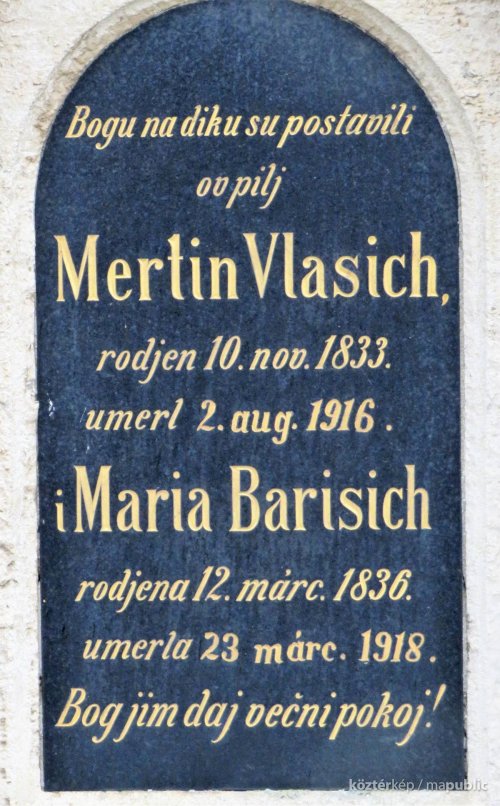 Bogu na diku su postavili
ov pilj
Mertin Vlasich,
rodjen 10. nov. 1833.
umerl 2. aug. 1916.
i Maria Barisich
rodjena 12. márc. 1836.
umerla 23 márc. 1918.
Bog jim daj večni pokoj!
köztérkép / mapublic